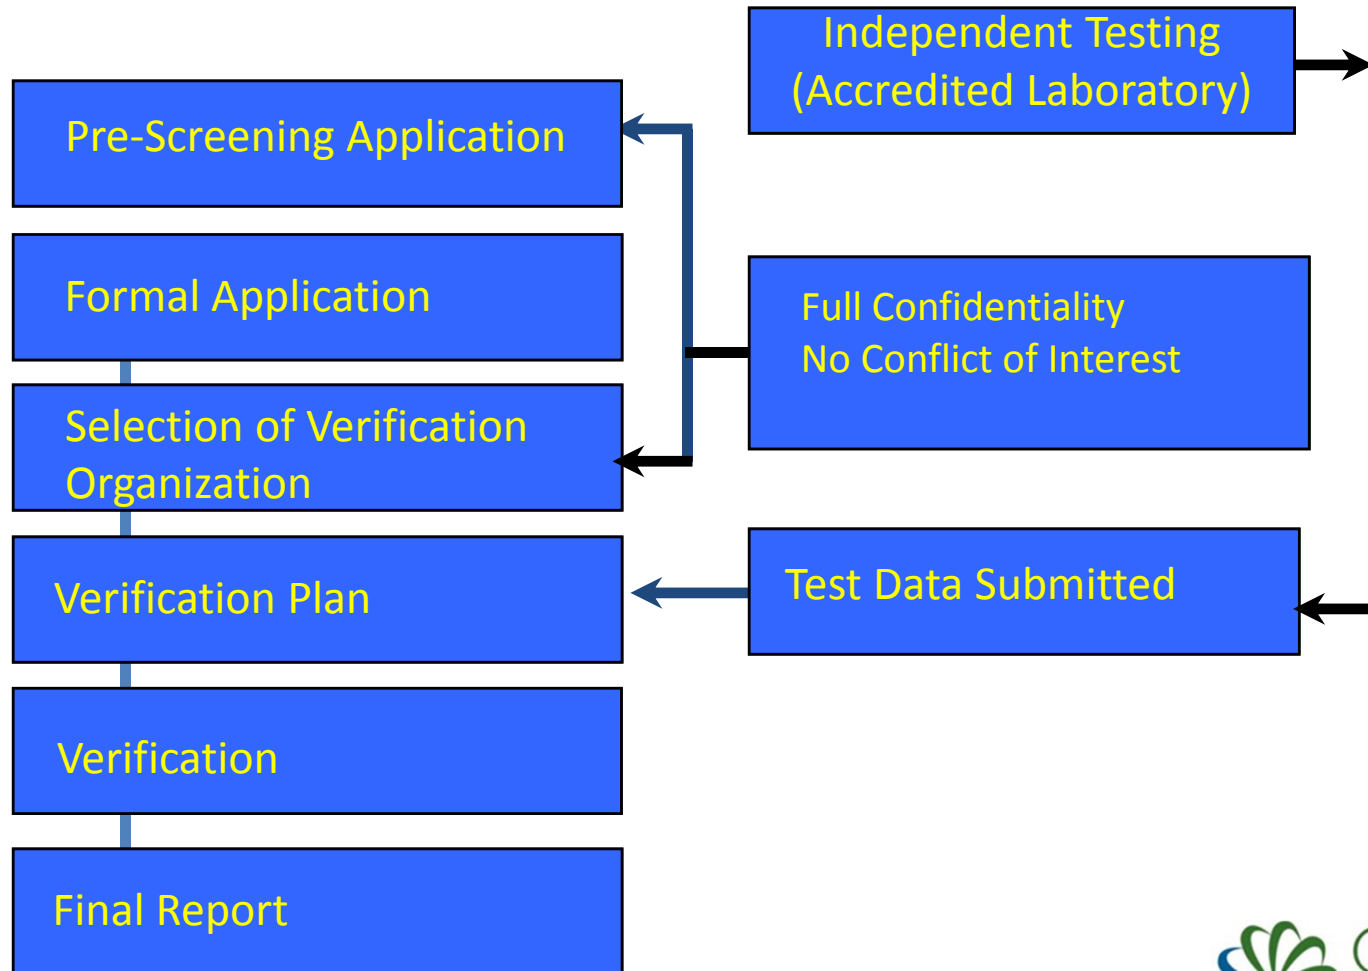 Independent Testing
(Accredited Laboratory)
Pre-Screening Application
Formal Application
Full Confidentiality
No Conflict of Interest
Selection of Verification
Organization
Verification Plan
Test Data Submitted
Verification
Final Report